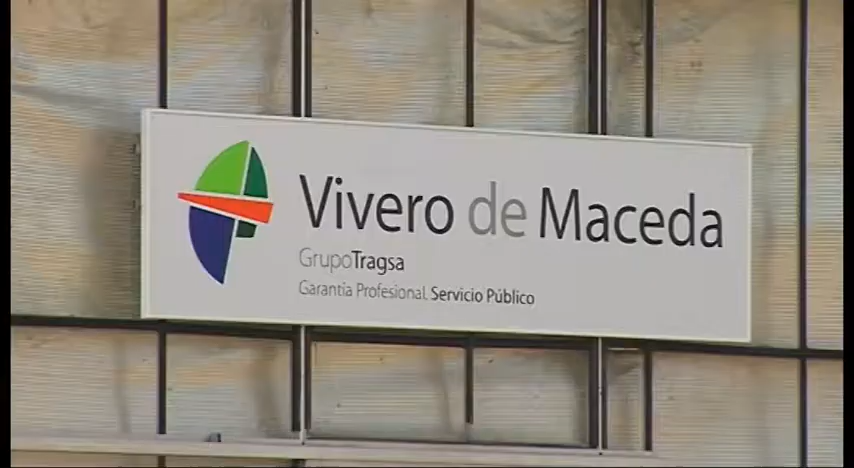 Vivero de Maceda
GrupoTragsa
Garantía Profesional Servicio Público